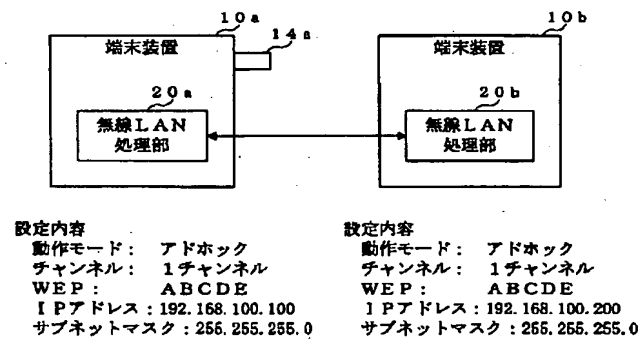 10a
14a
端末装置
20a
無線LAN
処理部
10b
端末装置
20b
無線LAN
処理部
設定内容
動作モード: アドホック
チャンネル: 1チャンネル
WEP: ABCDE
IPアドレス:192.168.100.100
サブネットマスク:255.255.255.0
設定内容
動作モード: アドホック
チャンネル: 1チャンネル
WEP: ABCDE
IPアドレス:192.168.100.200
サブネットマスク:255.255.255.0